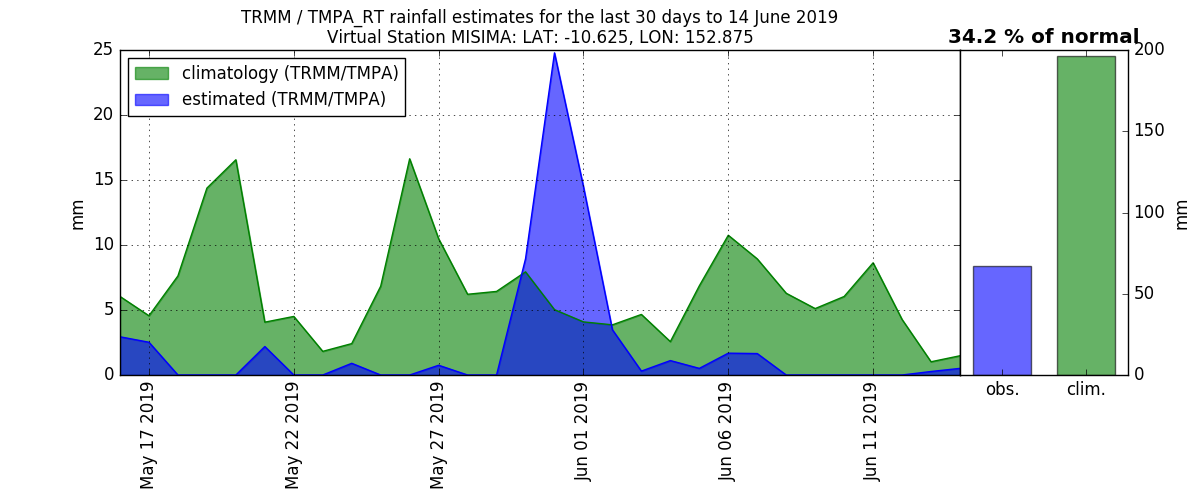 TRMM / TMPA_RT rainfall estimates for the last 30 days to 14 June 2019
Virtual Station MISIMA: LAT: -10.625, LON: 152.875
34.2 % of normal
climatology (TRMM/TMPA)
estimated (TRMM/TMPA)
25
20
15
10
5
0
mm
May 17 2019
May 22 2019
May 27 2019
Jun 01 2019
Jun 06 2019
Jun 11 2019
200
150
100
50
0
mm
obs.
clim.